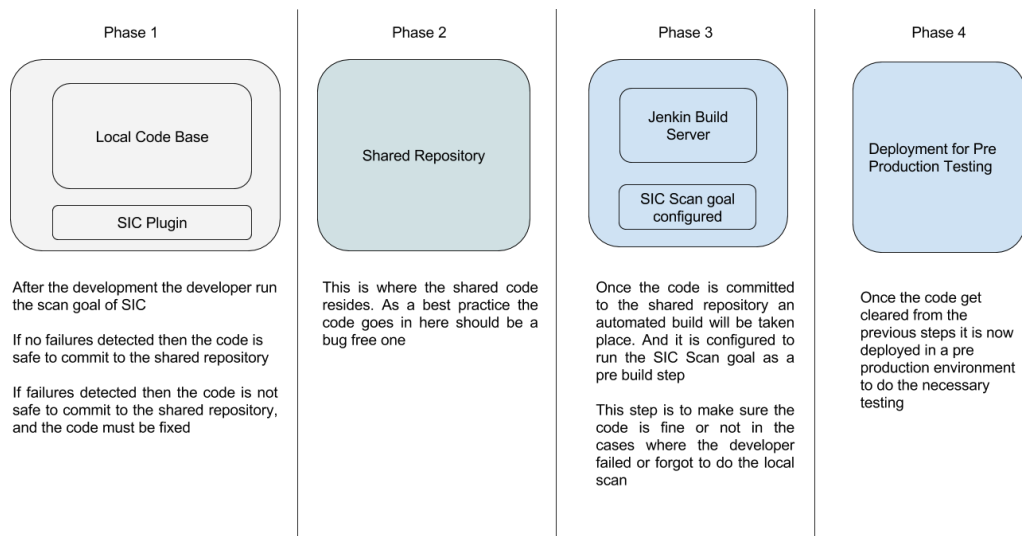 Phase 1
Local Code Base
SIC Plugin
After the development the developer run
the scan goal of SIC
If no failures detected then the code is
safe to commit to the shared repository
If failures detected then the code is not
safe to commit to the shared repository,
and the code must be fixed
Phase 2
Shared Repository
This is where the shared code
resides. As a best practice the
code goes in here should be a
bug free one
Phase 3
Jenkin Build
Server
SIC Scan goal
configured
Once the code is committed
to the shared repository an
automated build will be taken
place. And it is configured to
run the SIC Scan goal as a
pre build step
This step is to make sure the
code is fine or not in the
cases where the developer
failed or forgot to do the local
scan
Phase 4
Deployment for Pre
Production Testing
Once the code get
cleared from the
previous steps it is now
deployed in a pre
production environment
to do the necessary
testing